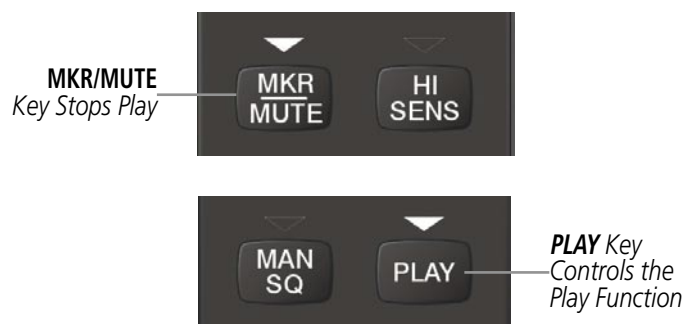 MKR/MUTE
Key Stops Play
MKR
MUTE
HI
SENS
MAN
SQ
PLAY
PLAY Key
Controls the
Play Function